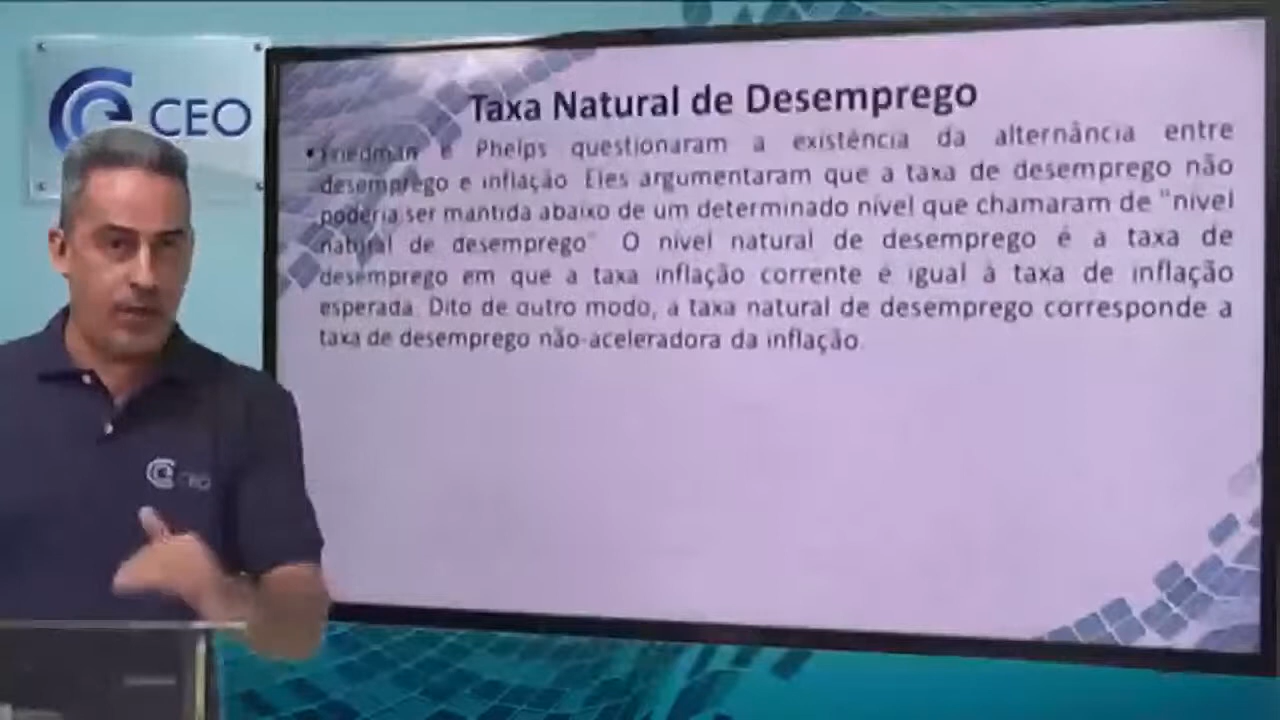 CEO
Taxa Natural de Desemprego
• Friedman e Phelps questionaram a existência da alternância entre
desemprego e inflação. Eles argumentaram que a taxa de desemprego não
poderia ser mantida abaixo de um determinado nível que chamaram de "nível
natural de desemprego" O nível natural de desemprego é a taxa de
desemprego em que a taxa inflação corrente é igual à taxa de inflação
esperada. Dito de outro modo, a taxa natural de desemprego corresponde a
taxa de desemprego não-aceleradora da inflação.
CEO